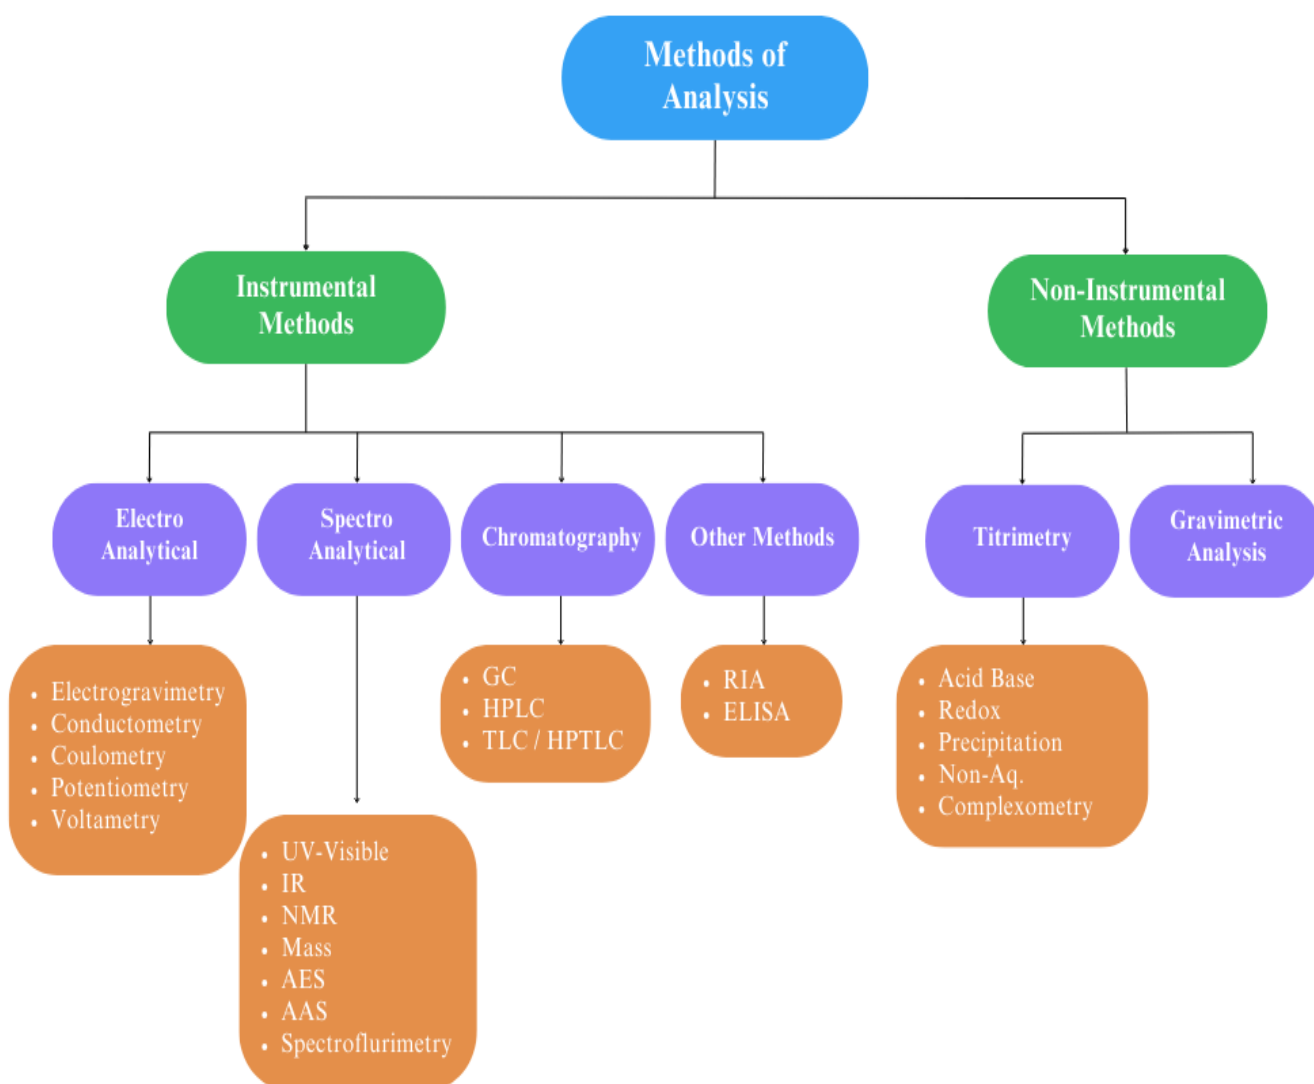 Methods of
Analysis
Instrumental
Methods
Non-Instrumental
Methods
Electro
Analytical
Spectro
Analytical
Chromatography
Other Methods
Titrimetry
Gravimetric
Analysis
• Electrogravimetry
• Conductometry
• Coulometry
• Potentiometry
• Voltametry
• UV-Visible
• IR
• NMR
• Mass
• AES
• AAS
• Spectroflurimetry
• GC
• HPLC
• TLC / HPTLC
• RIA
• ELISA
• Acid Base
• Redox
• Precipitation
• Non-Aq.
• Complexometry